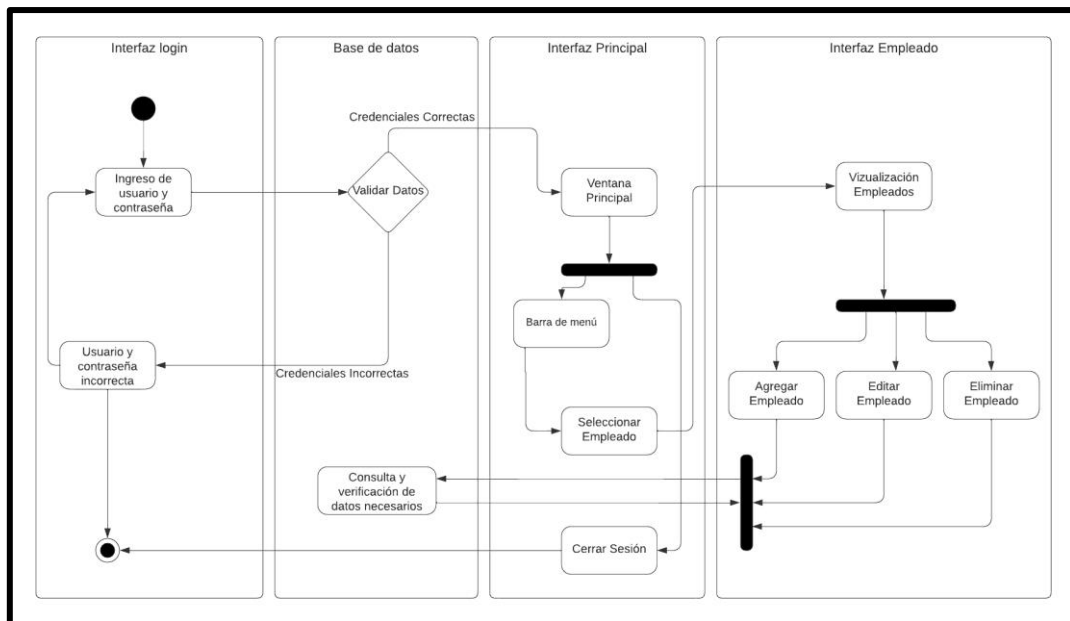 Interfaz login
Base de datos
Interfaz Principal
Interfaz Empleado
Credenciales Correctas
Ingreso de
usuario y
contraseña
Validar Datos
Ventana
Principal
Vizualización
Empleados
Barra de menú
Usuario y
contraseña
incorrecta
Credenciales Incorrectas
Agregar
Empleado
Editar
Empleado
Eliminar
Empleado
Seleccionar
Empleado
Consulta y
verificación de
datos necesarios
Cerrar Sesión